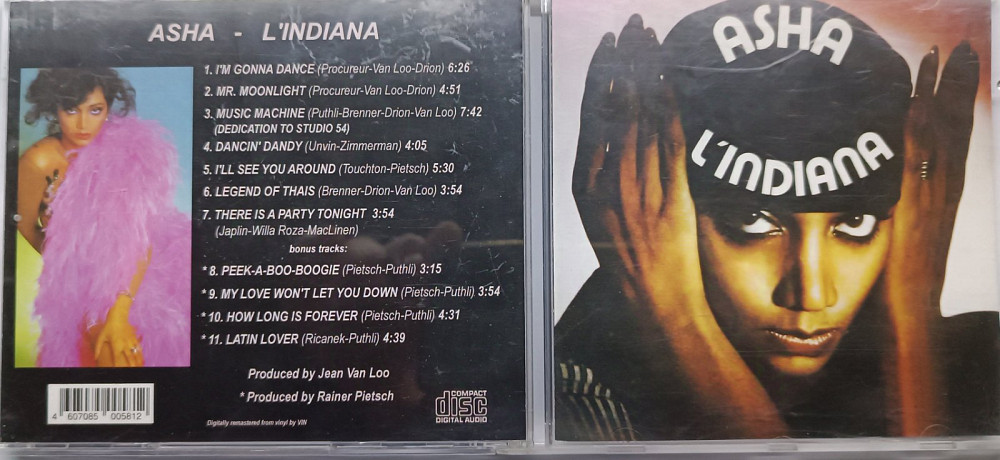 ASHA - L'INDIANA
1. I'M GONNA DANCE (Procureur-Van Loo-Drion) 6:26
2. MR. MOONLIGHT (Procureur-Van Loo-Drion) 4:51
3. MUSIC MACHINE (Puthli-Brenner-Drion-Van Loo) 7:42
(DEDICATION TO STUDIO 54)
4. DANCIN' DANDY (Unvin-Zimmerman) 4:05
5. I'LL SEE YOU AROUND (Touchton-Pietsch) 5:30
6. LEGEND OF THAIS (Brenner-Drion-Van Loo) 3:54
7. THERE IS A PARTY TONIGHT 3:54
(Japlin-Willa Roza-MacLinen)
bonus tracks:
* 8. PEEK-A-BOO-BOOGIE (Pietsch-Puthli) 3:15
* 9. MY LOVE WON'T LET YOU DOWN (Pietsch-Puthli) 3:54
* 10. HOW LONG IS FOREVER (Pietsch-Puthli) 4:31
* 11. LATIN LOVER (Ricanek-Puthli) 4:39
Produced by Jean Van Loo
* Produced by Rainer Pietsch
4 607085 005812
Digitally remastered from vinyl by VIN
COMPACT
disc
DIGITAL AUDIO
ASHA
L'INDIANA